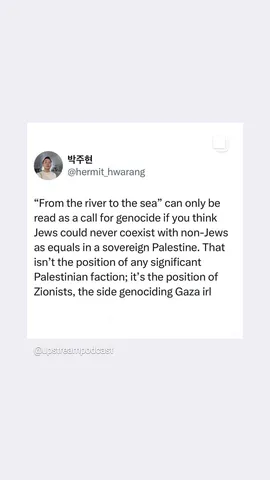 박주현
@hermit_hwarang
“From the river to the sea” can only be
read as a call for genocide if you think
Jews could never coexist with non-Jews
as equals in a sovereign Palestine. That
isn’t the position of any significant
Palestinian faction; it’s the position of
Zionists, the side genociding Gaza irl
@upstreampodcast